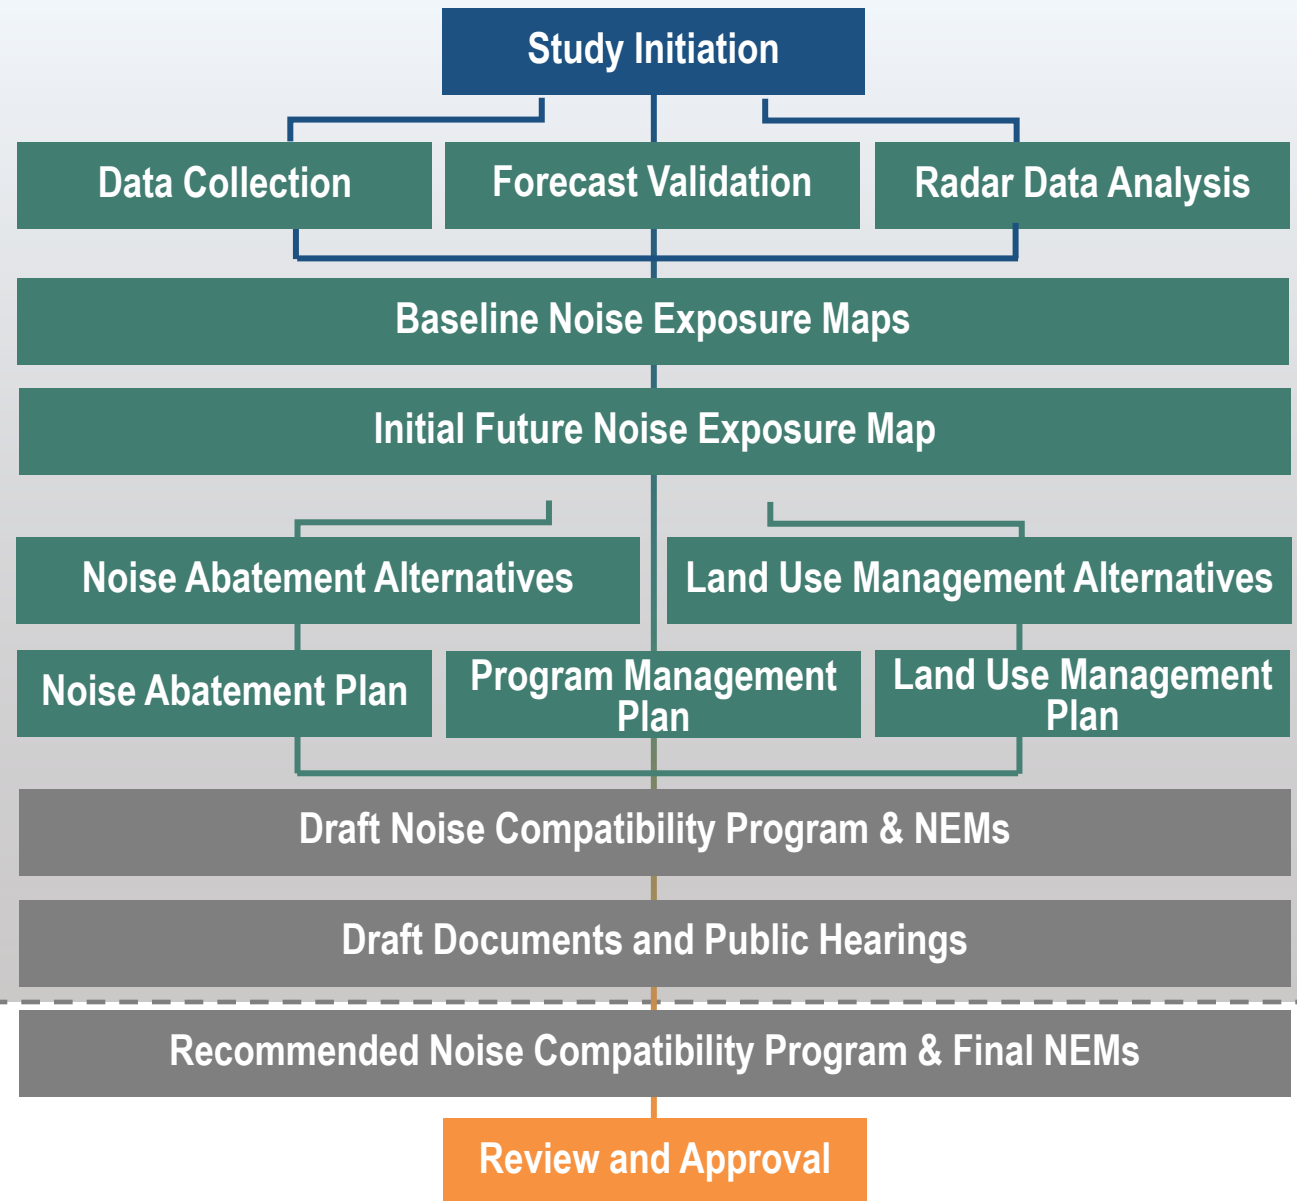 Study Initiation
Data Collection
Forecast Validation
Radar Data Analysis
Baseline Noise Exposure Maps
Initial Future Noise Exposure Map
Noise Abatement Alternatives
Land Use Management Alternatives
Noise Abatement Plan
Program Management
Plan
Land Use Management
Plan
Draft Noise Compatibility Program & NEMs
Draft Documents and Public Hearings
Recommended Noise Compatibility Program & Final NEMs
Review and Approval